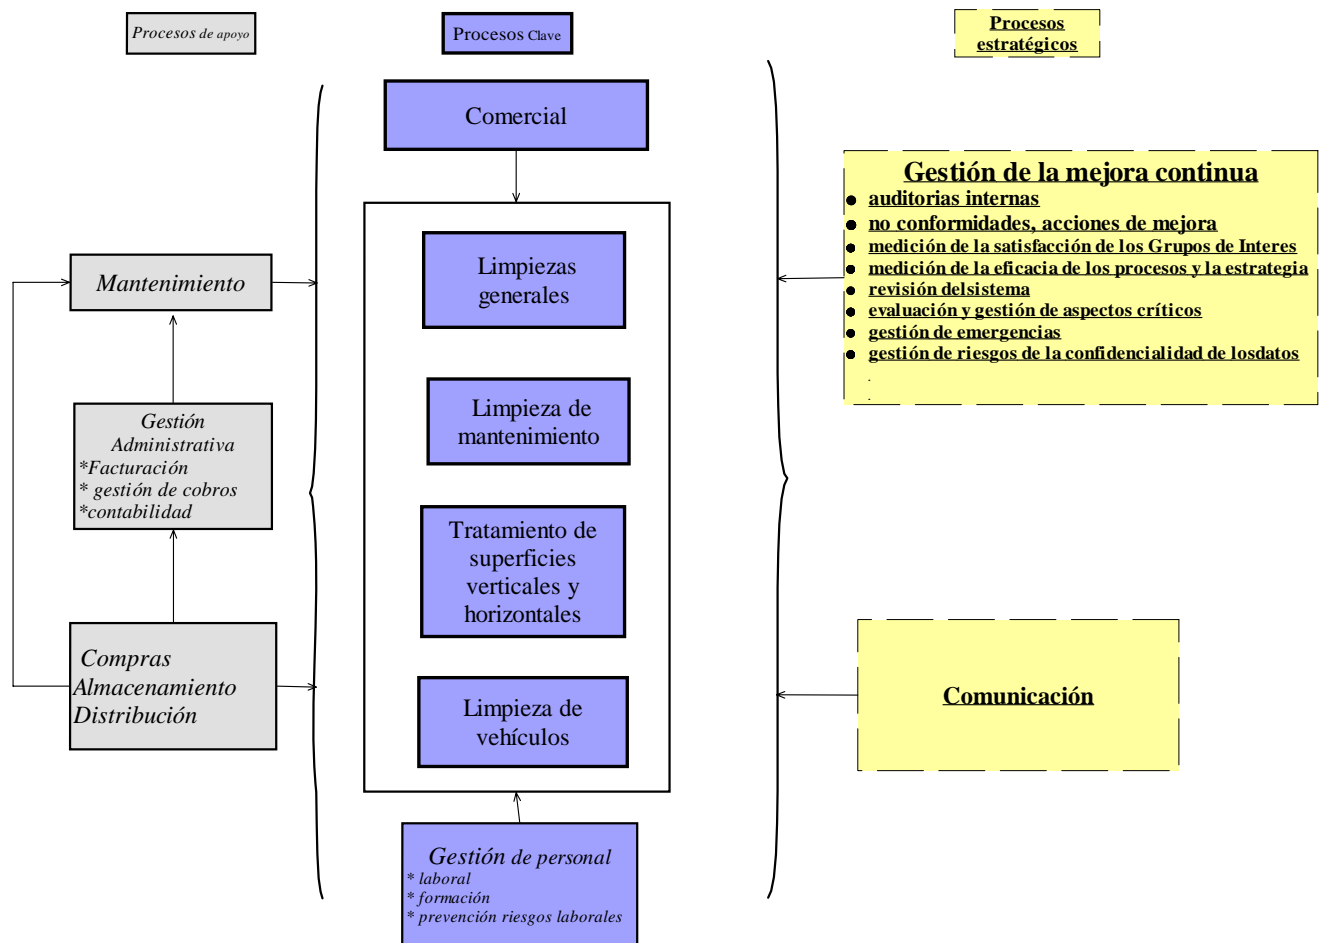 Procesos de apoyo
Procesos Clave
Procesos
estratégicos
Comercial
Gestión de la mejora continua
● auditorias internas
● no conformidades, acciones de mejora
● medición de la satisfacción de los Grupos de Interes
● medición de la eficacia de los procesos y la estrategia
● revisión delsistema
● evaluación y gestión de aspectos críticos
● gestión de emergencias
● gestión de riesgos de la confidencialidad de losdatos
.
.
Mantenimiento
Limpiezas
generales
Gestión
Administrativa
*Facturación
* gestión de cobros
*contabilidad
Limpieza de
mantenimiento
Tratamiento de
superficies
verticales y
horizontales
Compras
Almacenamiento
Distribución
Limpieza de
vehículos
Comunicación
Gestión de personal
* laboral
* formación
* prevención riesgos laborales